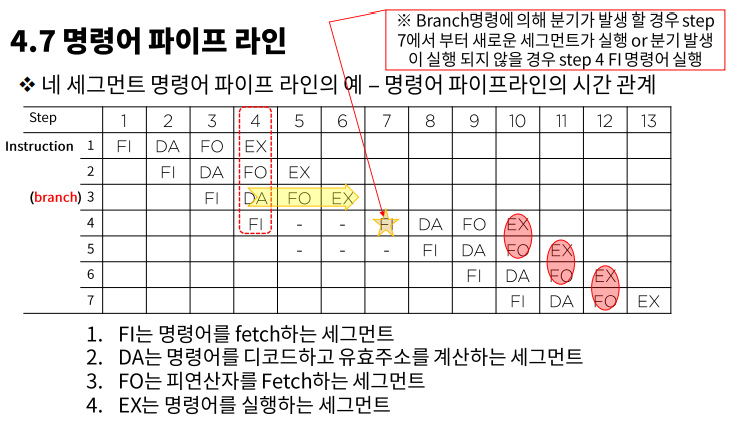 ※ Branch명령에 의해 분기가 발생 할 경우 step
7에서 부터 새로운 세그먼트가 실행 or 분기 발생
이 실행 되지 않을 경우 step 4 FI 명령어 실행
4.7 명령어 파이프 라인
❖ 네 세그먼트 명령어 파이프 라인의 예 – 명령어 파이프라인의 시간 관계
Step 1 2 3 4 5 6 7 8 9 10 11 12 13
Instruction 1 FI DA FO EX
2 FI DA FO EX
(branch) 3 FI DA FO EX
4 FI - - FI DA FO EX
5 - - - FI DA FO EX
6 FI DA FO EX
7 FI DA FO EX
1. FI는 명령어를 fetch하는 세그먼트
2. DA는 명령어를 디코드하고 유효주소를 계산하는 세그먼트
3. FO는 피연산자를 Fetch하는 세그먼트
4. EX는 명령어를 실행하는 세그먼트